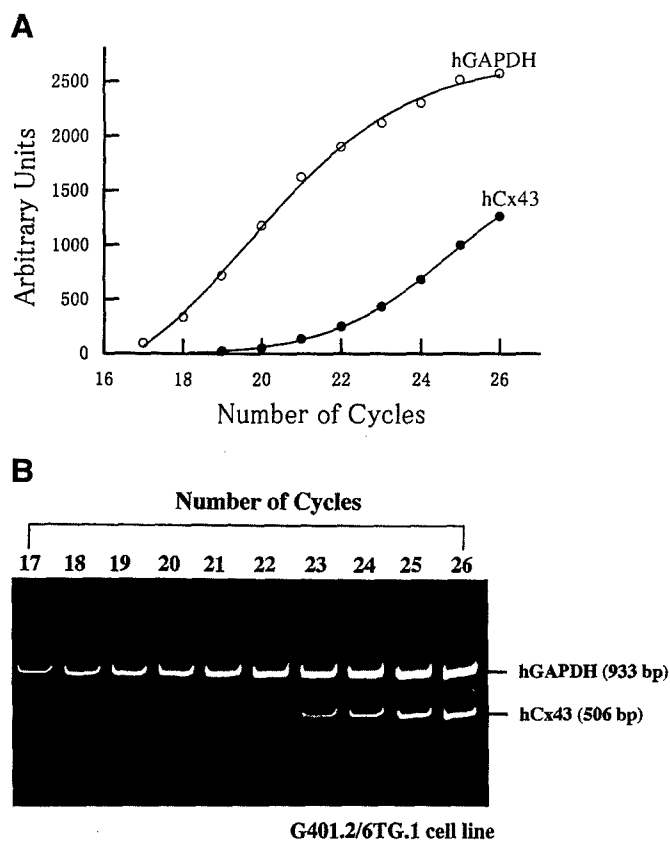 A
hGAPDH
2500
2000
hCx43
1500
1000
500
0
Arbitrary Units
16 18 20 22 24 26
Number of Cycles
B
Number of Cycles
17 18 19 20 21 22 23 24 25 26
hGAPDH (933 bp)
hCx43 (506 bp)
G401.2/6TG.1 cell line